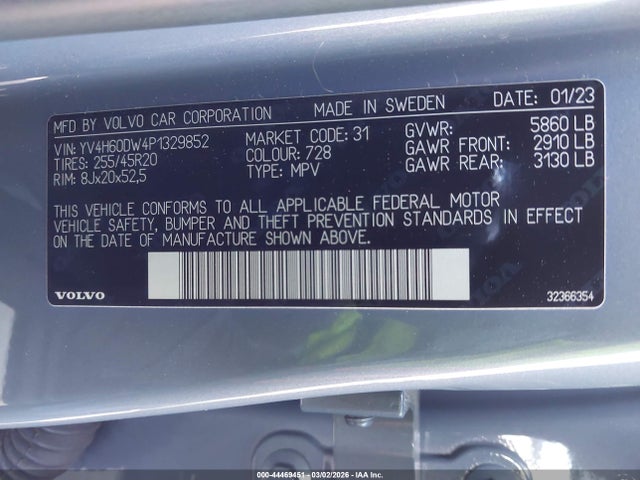 MFD BY VOLVO CAR CORPORATION MADE IN SWEDEN DATE: 01/23
VIN: YV4H60DW4P1329852 MARKET CODE: 31 GVWR: 5860 LB
TIRES: 255/45R20 COLOUR: 728 GAWR FRONT: 2910 LB
RIM: 8Jx20x52,5 TYPE: MPV GAWR REAR: 3130 LB
THIS VEHICLE CONFORMS TO ALL APPLICABLE FEDERAL MOTOR
VEHICLE SAFETY, BUMPER AND THEFT PREVENTION STANDARDS IN EFFECT
ON THE DATE OF MANUFACTURE SHOWN ABOVE.
VOLVO 32366354
000-44469451 - 03/02/2026 - IAA Inc.